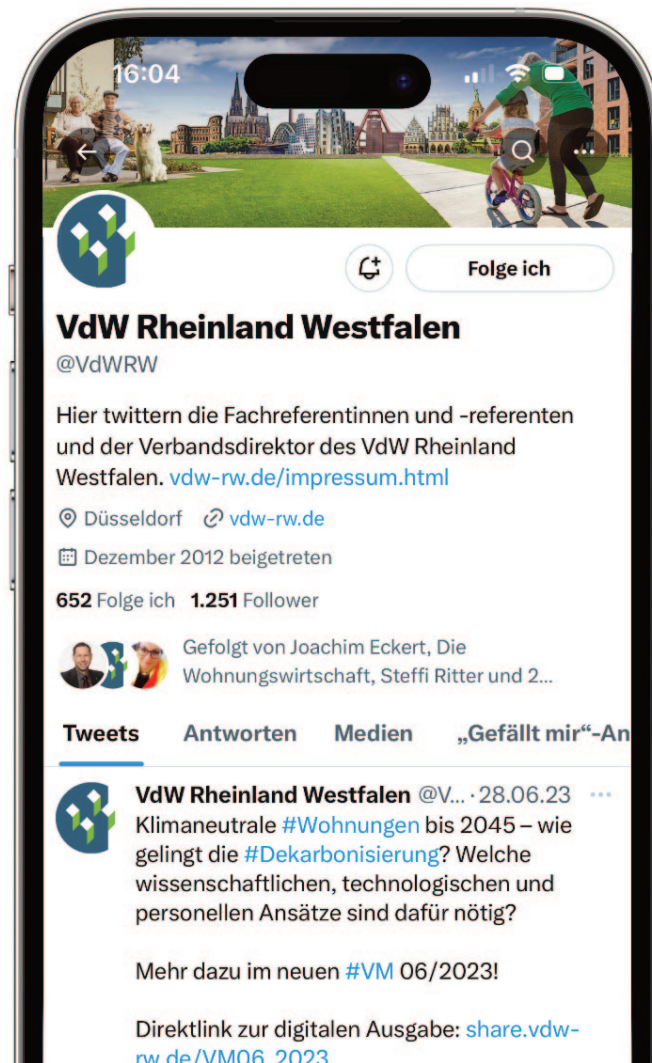 16:04
Folge ich
VdW Rheinland Westfalen
@VdWRW
Hier twittern die Fachreferentinnen und -referenten
und der Verbandsdirektor des VdW Rheinland
Westfalen. vdw-rw.de/impressum.html
Düsseldorf vdw-rw.de
Dezember 2012 beigetreten
652 Folge ich 1.251 Follower
Gefolgt von Joachim Eckert, Die
Wohnungswirtschaft, Steffi Ritter und 2...
Tweets Antworten Medien „Gefällt mir“-An
VdW Rheinland Westfalen @V... · 28.06.23 ...
Klimaneutrale #Wohnungen bis 2045 – wie
gelingt die #Dekarbonisierung? Welche
wissenschaftlichen, technologischen und
personellen Ansätze sind dafür nötig?
Mehr dazu im neuen #VM 06/2023!
Direktlink zur digitalen Ausgabe: share.vdw-
rw.de/VM06_2023